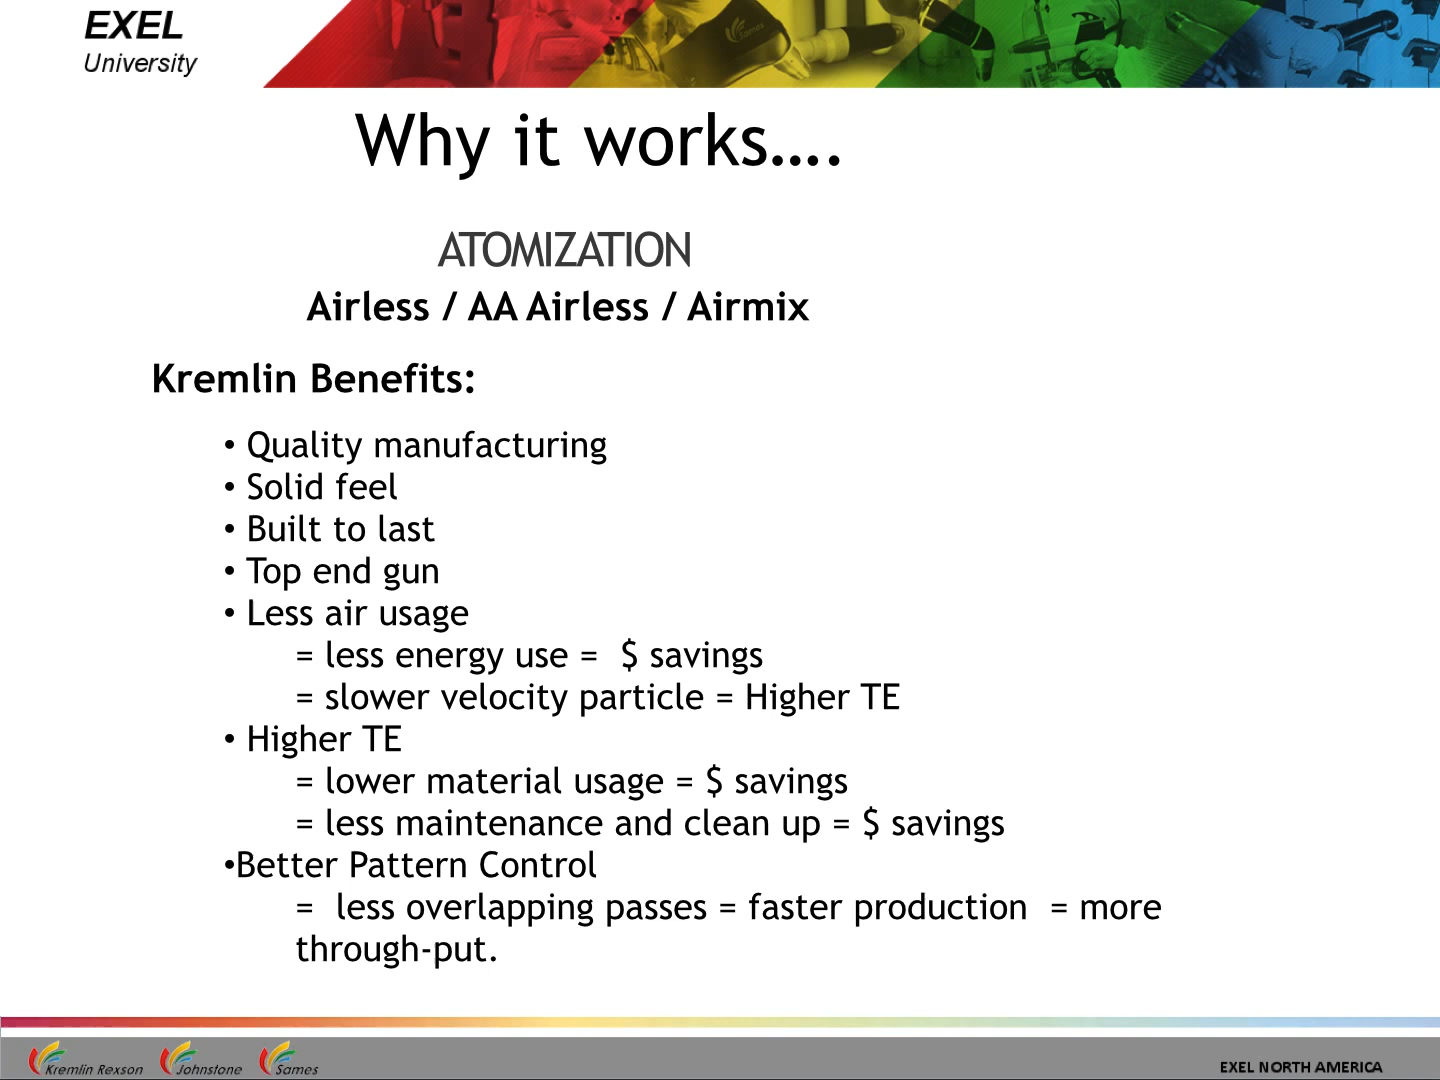 EXEL
University
Sames
Why it works....
ATOMIZATION
Airless / AA Airless / Airmix
Kremlin Benefits:
• Quality manufacturing
• Solid feel
• Built to last
• Top end gun
• Less air usage
= less energy use =  $ savings
= slower velocity particle = Higher TE
• Higher TE
= lower material usage = $ savings
= less maintenance and clean up = $ savings
•Better Pattern Control
=  less overlapping passes = faster production  = more
through-put.
Kremlin Rexson Johnstone Sames
EXEL NORTH AMERICA